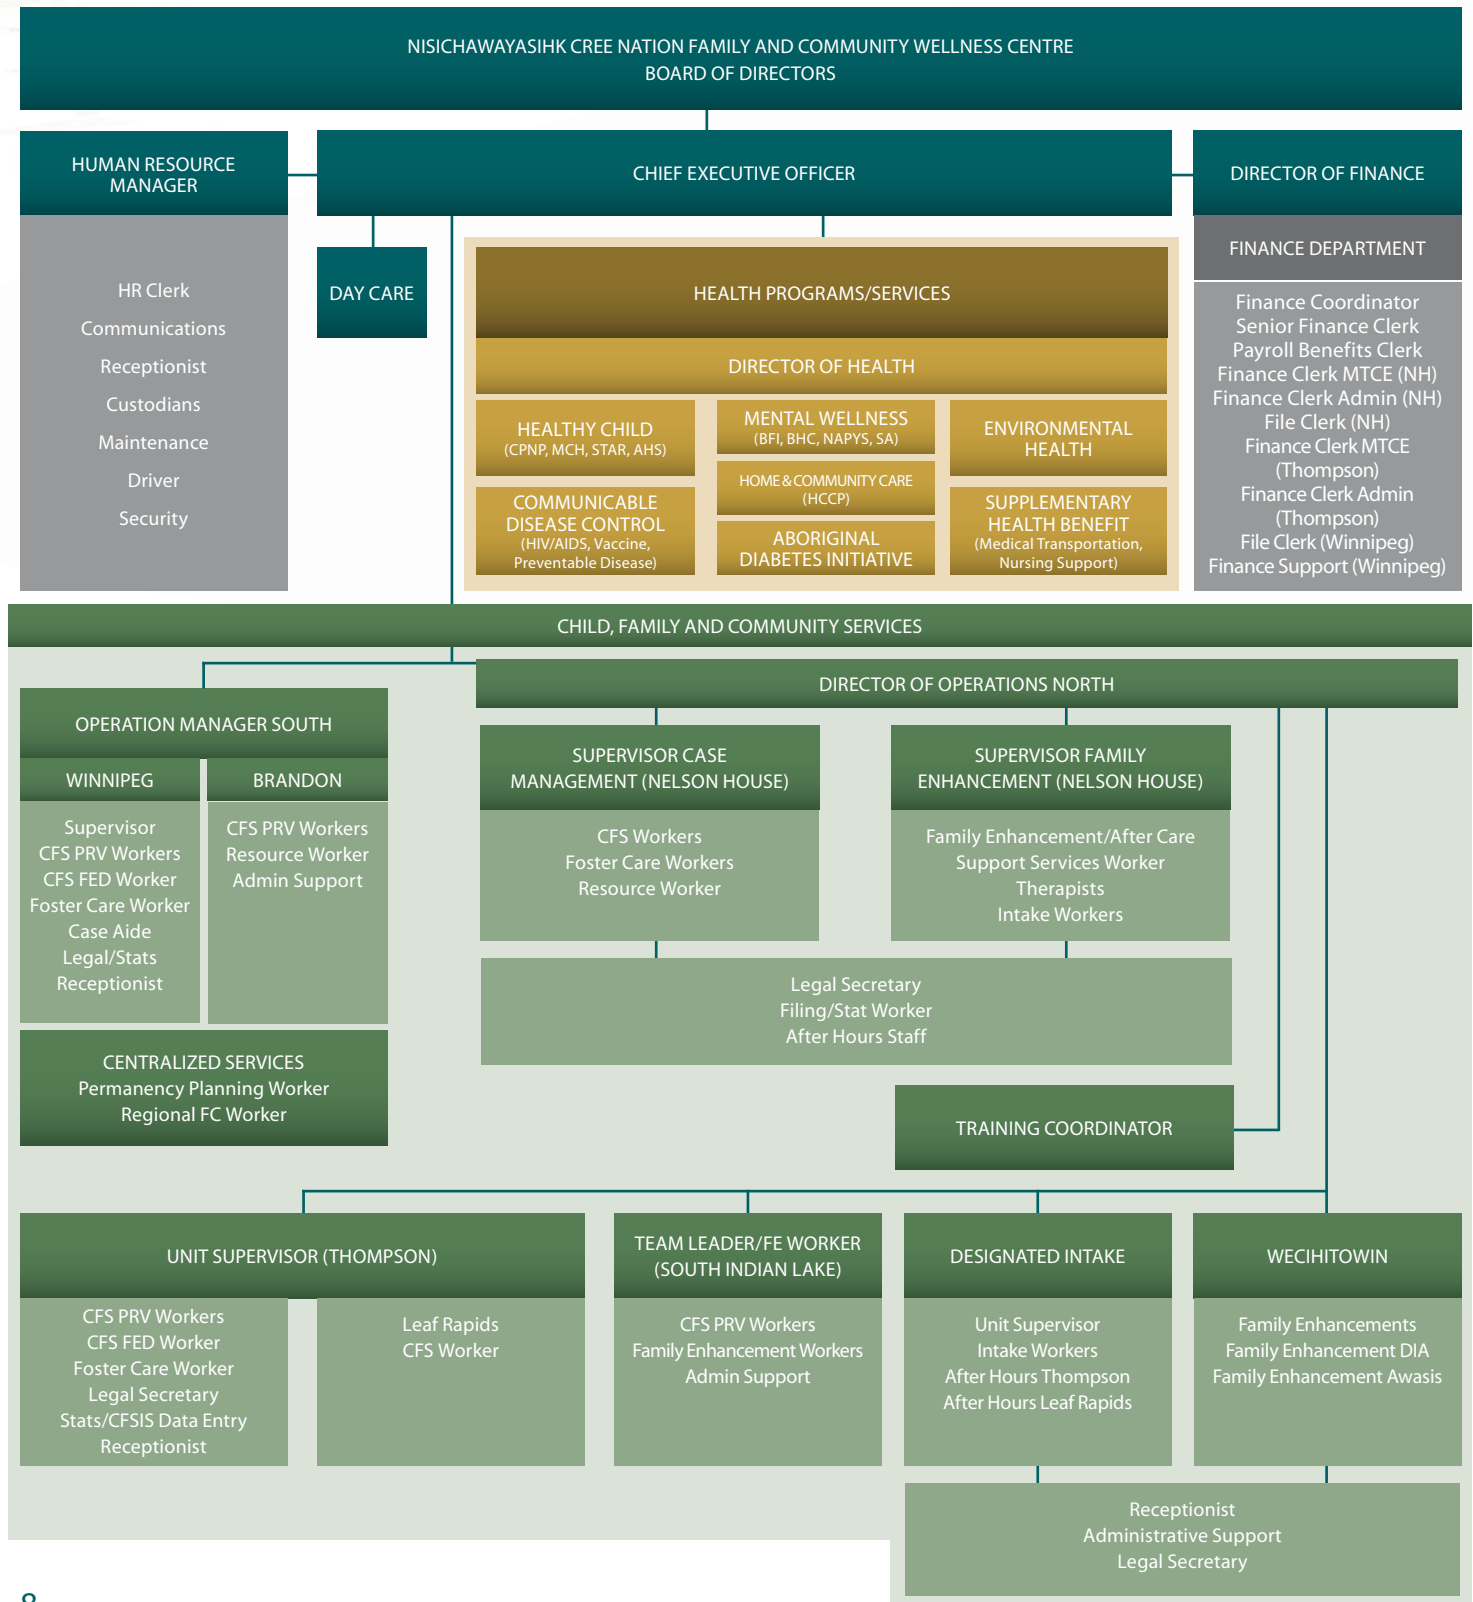 NISICHAWAYASIHK CREE NATION FAMILY AND COMMUNITY WELLNESS CENTRE
BOARD OF DIRECTORS
HUMAN RESOURCE
MANAGER
HR Clerk
Communications
Receptionist
Custodians
Maintenance
Driver
Security
CHIEF EXECUTIVE OFFICER
DIRECTOR OF FINANCE
FINANCE DEPARTMENT
Finance Coordinator
Senior Finance Clerk
Payroll Benefits Clerk
Finance Clerk MTCE (NH)
Finance Clerk Admin (NH)
File Clerk (NH)
Finance Clerk MTCE
(Thompson)
Finance Clerk Admin
(Thompson)
File Clerk (Winnipeg)
Finance Support (Winnipeg)
DAY CARE
HEALTH PROGRAMS/SERVICES
DIRECTOR OF HEALTH
HEALTHY CHILD
(CPNP, MCH, STAR, AHS)
COMMUNICABLE
DISEASE CONTROL
(HIV/AIDS, Vaccine,
Preventable Disease)
MENTAL WELLNESS
(BFI, BHC, NAPYS, SA)
HOME & COMMUNITY CARE
(HCCP)
ABORIGINAL
DIABETES INITIATIVE
ENVIRONMENTAL
HEALTH
SUPPLEMENTARY
HEALTH BENEFIT
(Medical Transportation,
Nursing Support)
CHILD, FAMILY AND COMMUNITY SERVICES
OPERATION MANAGER SOUTH
WINNIPEG
Supervisor
CFS PRV Workers
CFS FED Worker
Foster Care Worker
Case Aide
Legal/Stats
Receptionist
BRANDON
CFS PRV Workers
Resource Worker
Admin Support
CENTRALIZED SERVICES
Permanency Planning Worker
Regional FC Worker
DIRECTOR OF OPERATIONS NORTH
SUPERVISOR CASE
MANAGEMENT (NELSON HOUSE)
CFS Workers
Foster Care Workers
Resource Worker
SUPERVISOR FAMILY
ENHANCEMENT (NELSON HOUSE)
Family Enhancement/After Care
Support Services Worker
Therapists
Intake Workers
Legal Secretary
Filing/Stat Worker
After Hours Staff
TRAINING COORDINATOR
UNIT SUPERVISOR (THOMPSON)
CFS PRV Workers
CFS FED Worker
Foster Care Worker
Legal Secretary
Stats/CFSIS Data Entry
Receptionist
Leaf Rapids
CFS Worker
TEAM LEADER/FE WORKER
(SOUTH INDIAN LAKE)
CFS PRV Workers
Family Enhancement Workers
Admin Support
DESIGNATED INTAKE
Unit Supervisor
Intake Workers
After Hours Thompson
After Hours Leaf Rapids
WECIHITOWIN
Family Enhancements
Family Enhancement DIA
Family Enhancement Awasis
Receptionist
Administrative Support
Legal Secretary